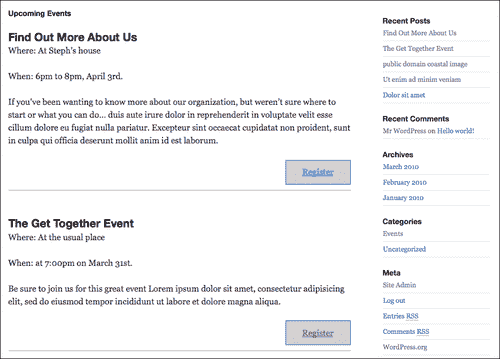 Upcoming Events
Find Out More About Us
Where: At Steph's house
When: 6pm to 8pm, April 3rd.
If you've been wanting to know more about our organization, but weren't sure where to
start or what you can do... duis aute irure dolor in reprehenderit in voluptate velit esse
cillum dolore eu fugiat nulla pariatur. Excepteur sint occaecat cupidatat non proident, sunt
in culpa qui officia deserunt mollit anim id est laborum.
Register
The Get Together Event
Where: At the usual place
When: at 7:00pm on March 31st.
Be sure to join us for this great event Lorem ipsum dolor sit amet, consectetur adipisicing
elit, sed do eiusmod tempor incididunt ut labore et dolore magna aliqua.
Register
Recent Posts
Find Out More About Us
The Get Together Event
public domain coastal image
Ut enim ad minim veniam
Dolor sit amet
Recent Comments
Mr WordPress on Hello world!
Archives
March 2010
February 2010
January 2010
Categories
Events
Uncategorized
Meta
Site Admin
Log out
Entries RSS
Comments RSS
WordPress.org